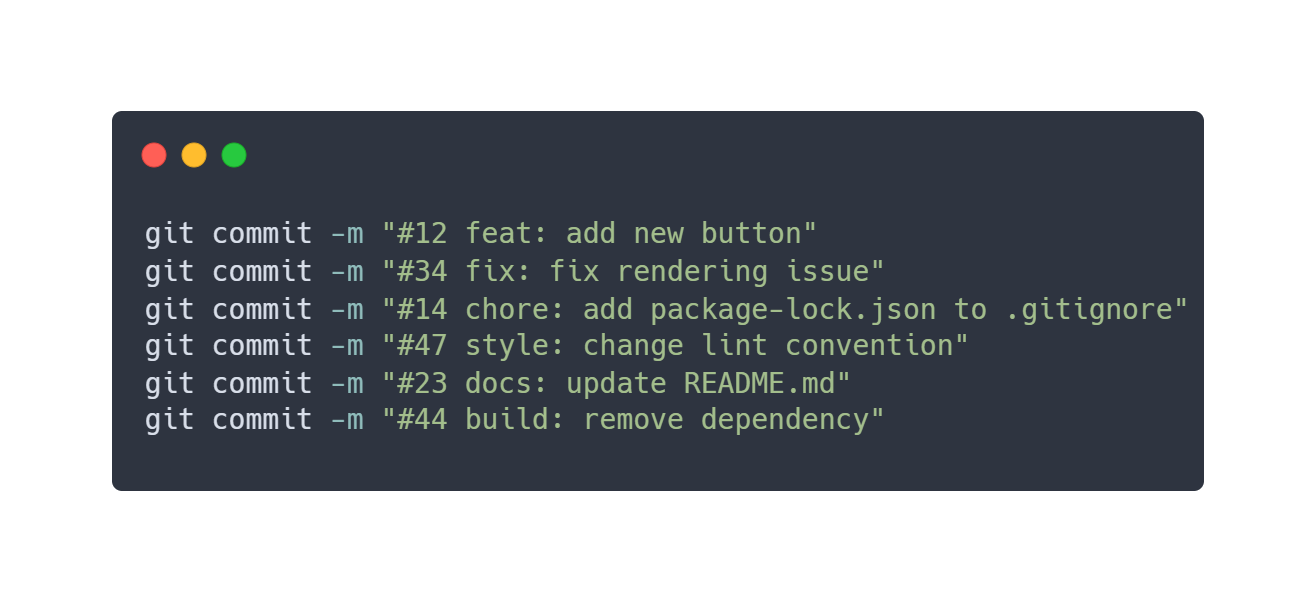 git commit -m "#12 feat: add new button"
git commit -m "#34 fix: fix rendering issue"
git commit -m "#14 chore: add package-lock.json to .gitignore"
git commit -m "#47 style: change lint convention"
git commit -m "#23 docs: update README.md"
git commit -m "#44 build: remove dependency"